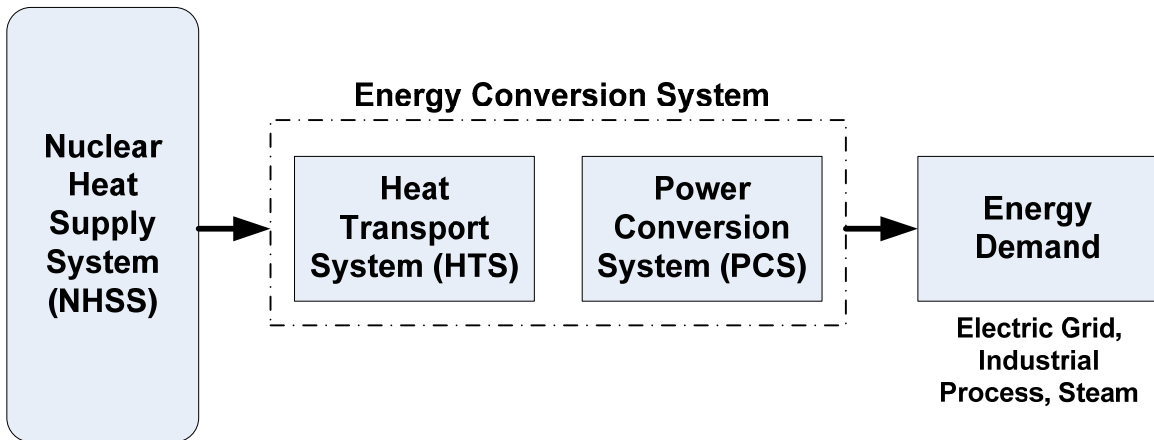 Nuclear
Heat
Supply
System
(NHSS)
Energy Conversion System
Heat
Transport
System (HTS)
Power
Conversion
System (PCS)
Energy
Demand
Electric Grid,
Industrial
Process, Steam